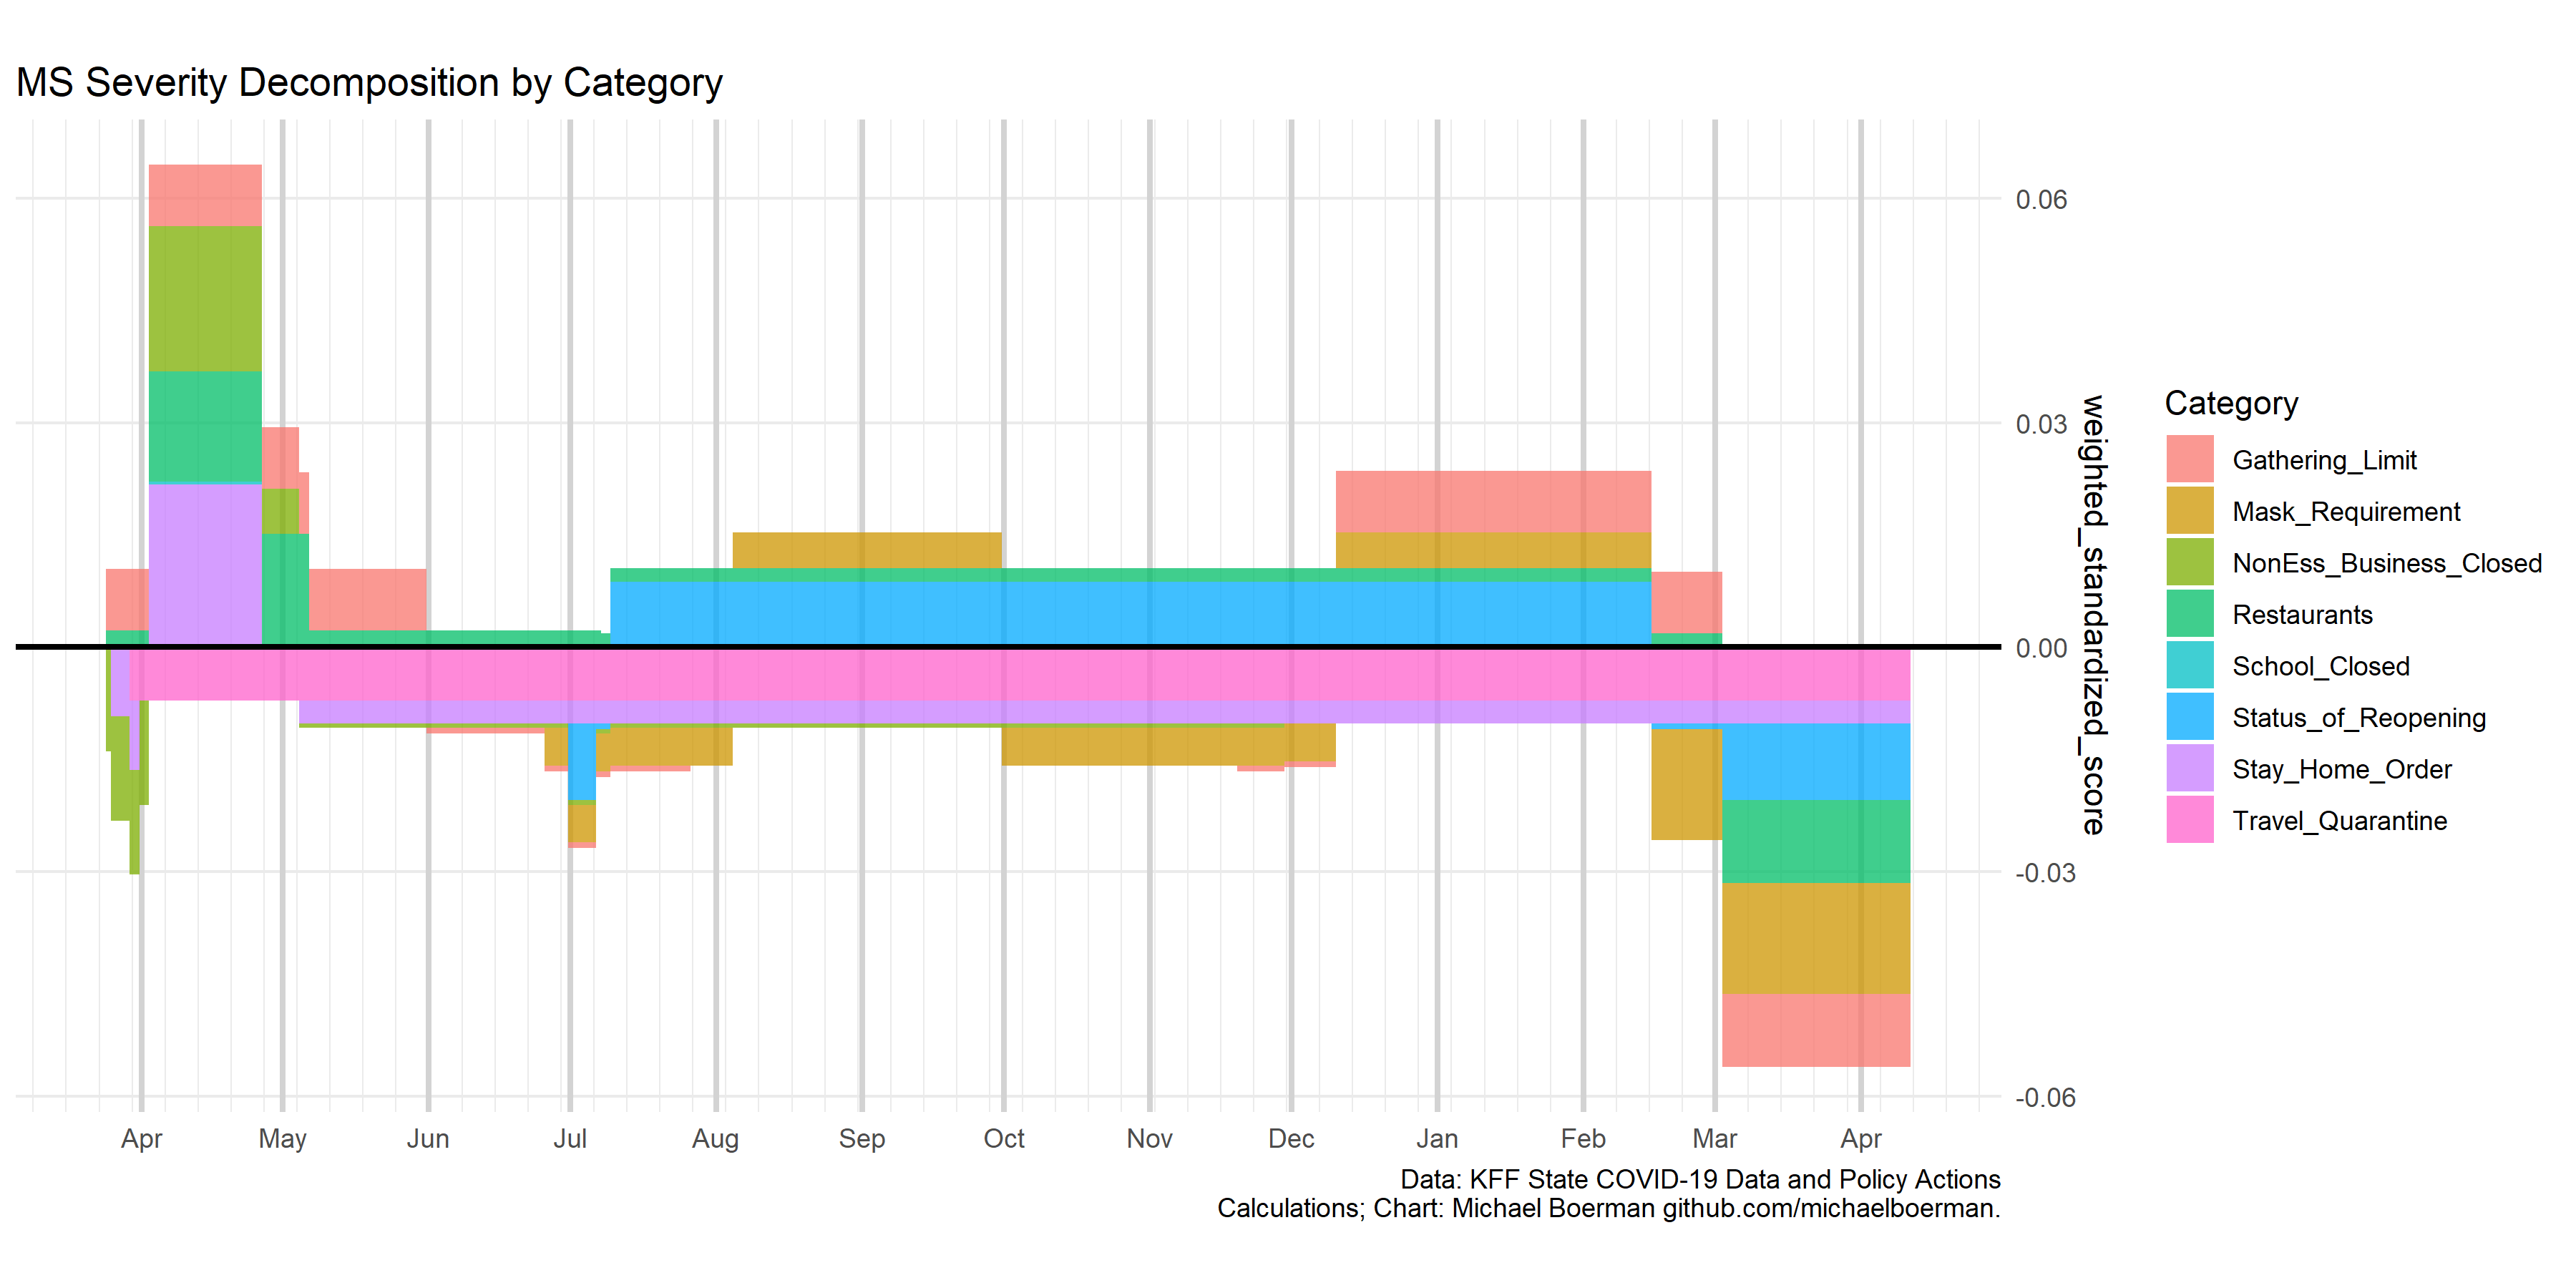 MS Severity Decomposition by Category
0.06
0.03
0.00
-0.03
-0.06
weighted_standardized_score
Category
Gathering_Limit
Mask_Requirement
NonEss_Business_Closed
Restaurants
School_Closed
Status_of_Reopening
Stay_Home_Order
Travel_Quarantine
Apr May Jun Jul Aug Sep Oct Nov Dec Jan Feb Mar Apr
Data: KFF State COVID-19 Data and Policy Actions
Calculations; Chart: Michael Boerman github.com/michaelboerman.